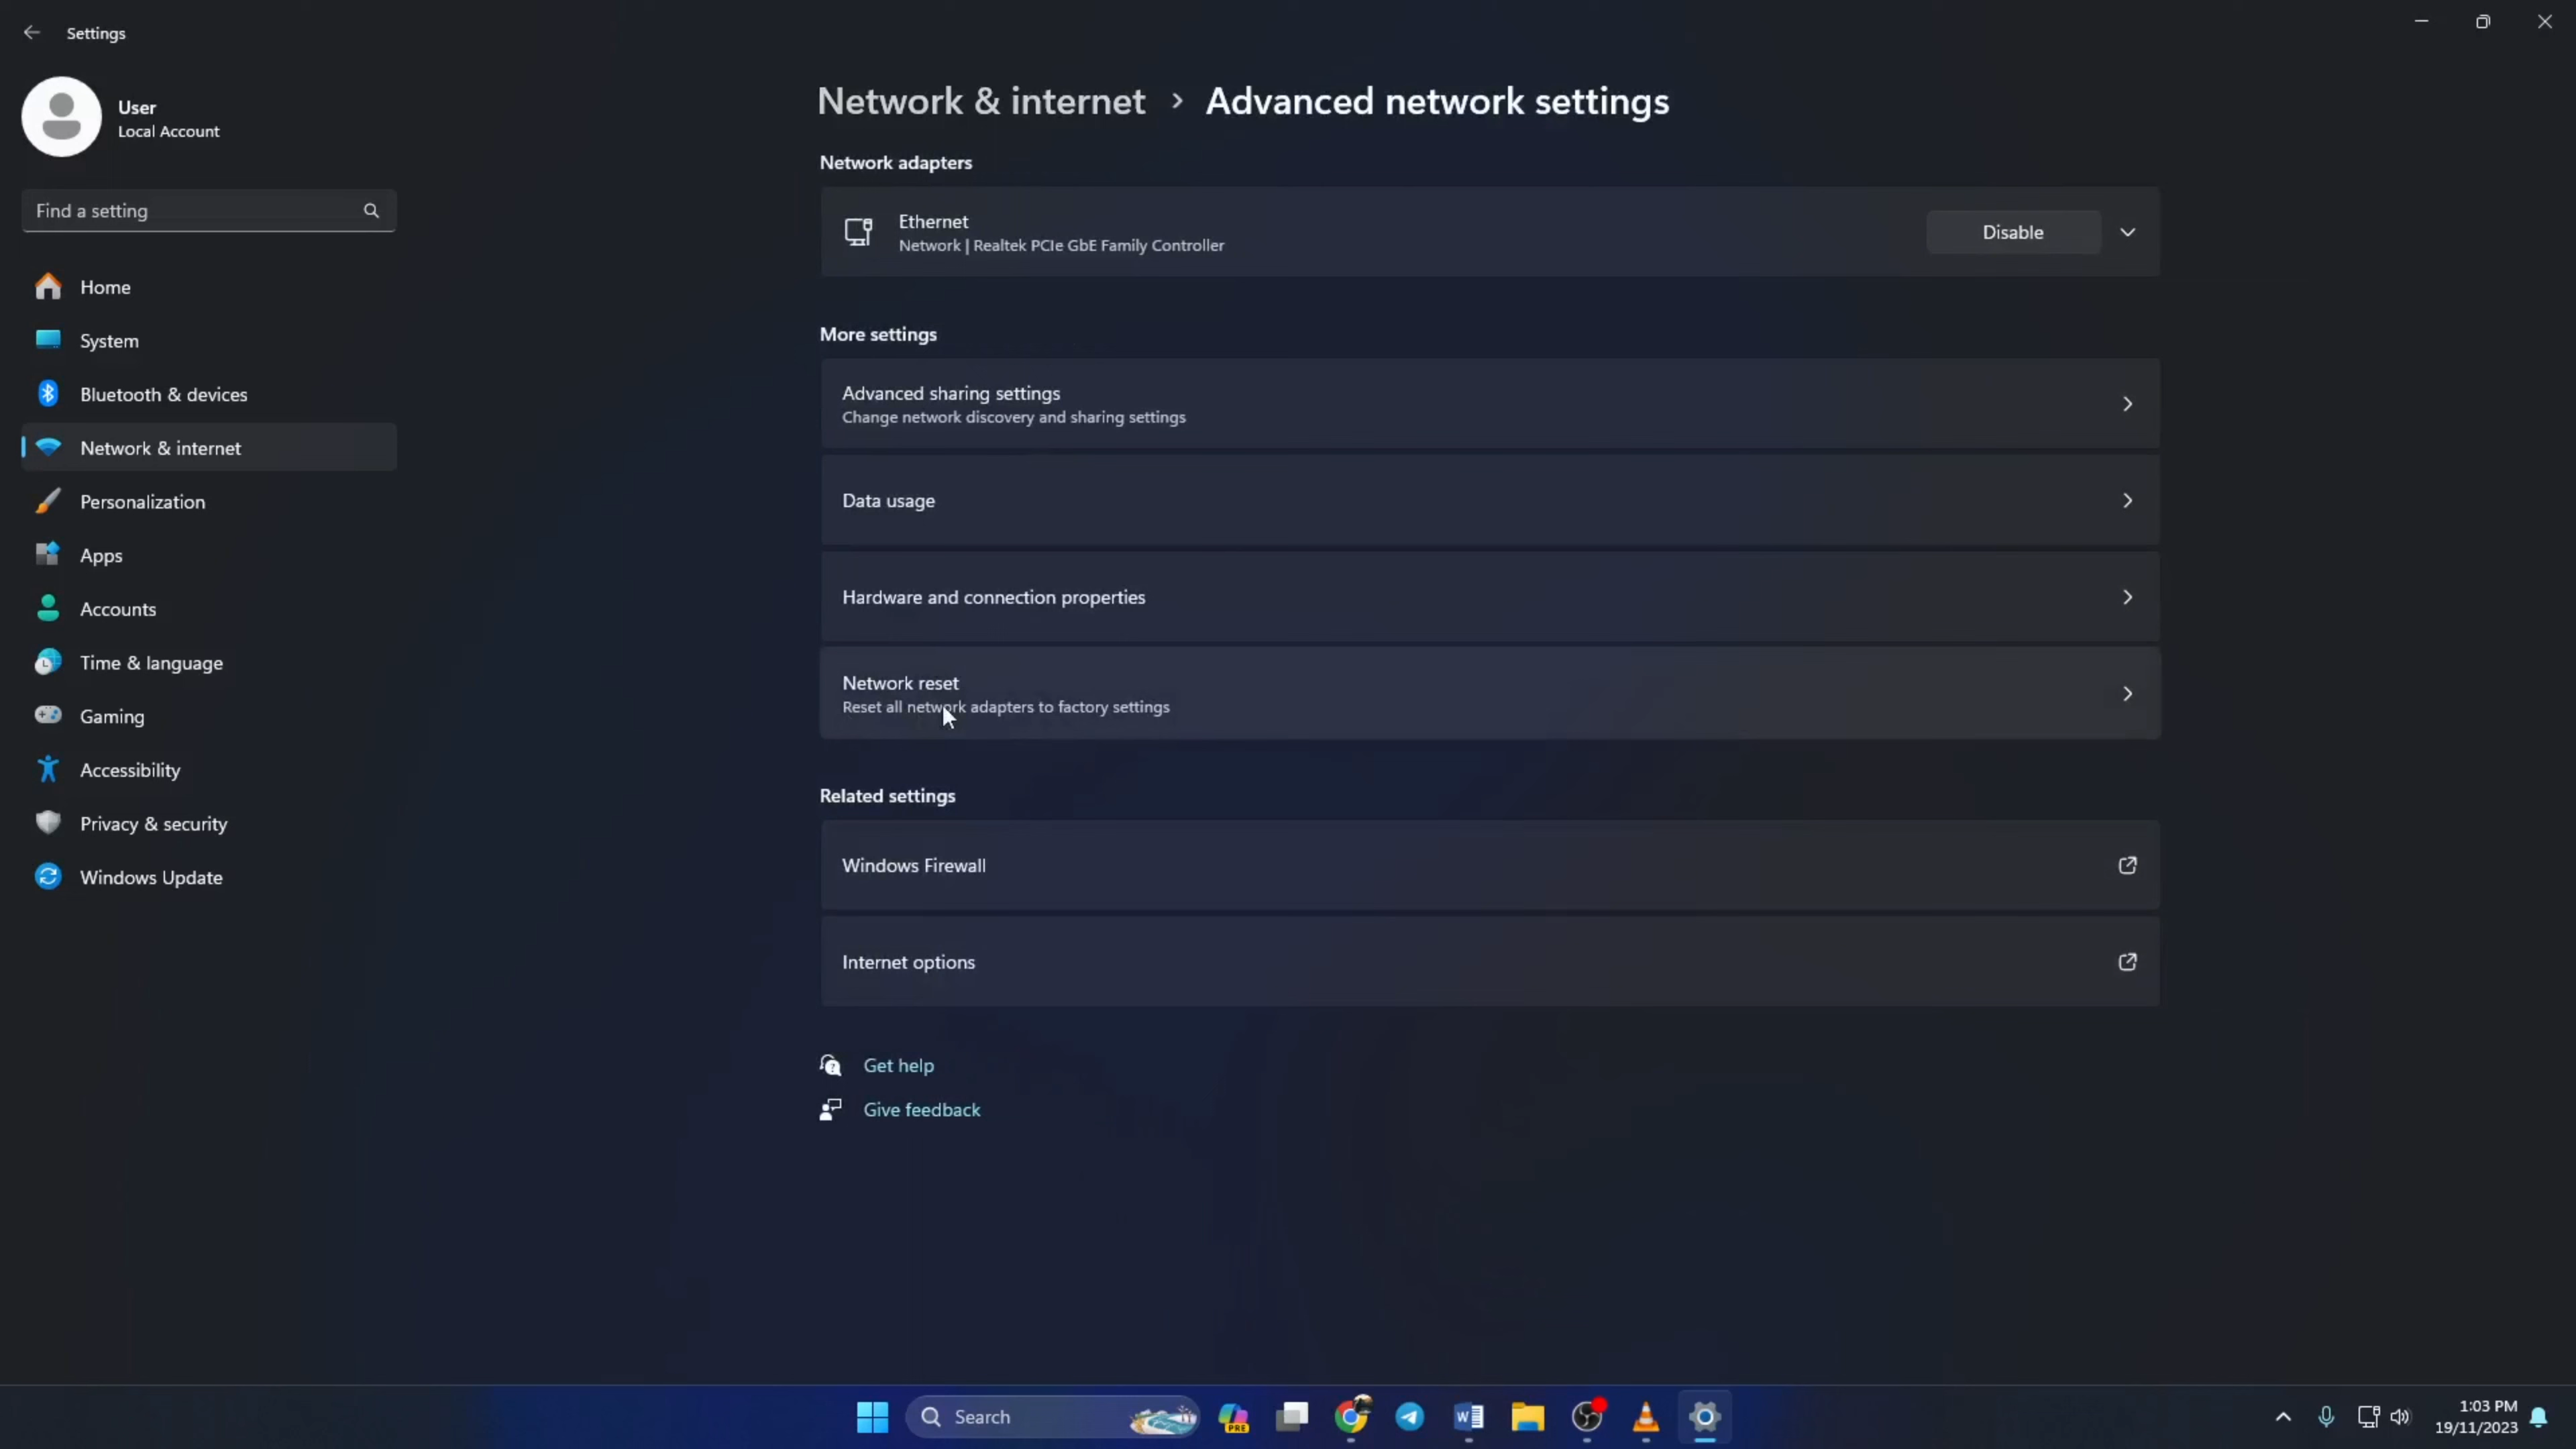 Settings
User
Local Account
Find a setting
Home
System
Bluetooth & devices
Network & internet
Personalization
Apps
Accounts
Time & language
Gaming
Accessibility
Privacy & security
Windows Update
Network & internet > Advanced network settings
Network adapters
Ethernet
Network | Realtek PCIe GbE Family Controller
Disable
More settings
Advanced sharing settings
Change network discovery and sharing settings
Data usage
Hardware and connection properties
Network reset
Reset all network adapters to factory settings
Related settings
Windows Firewall
Internet options
Get help
Give feedback
Search
PRE
W
1:03 PM
19/11/2023